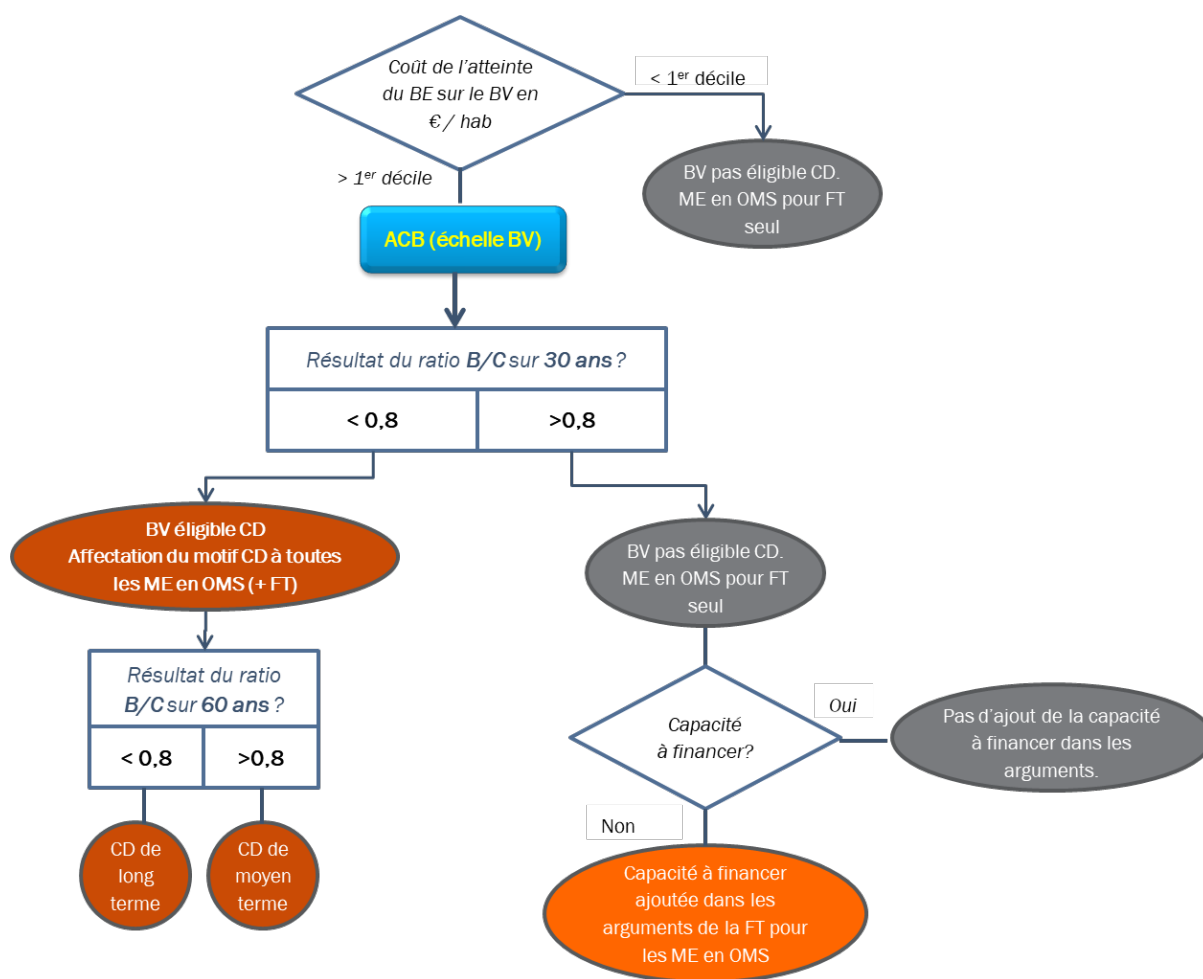 Coût de l'atteinte
du BE sur le BV en
€ / hab
< 1er décile
BV pas éligible CD.
ME en OMS pour FT
seul
> 1er décile
ACB (échelle BV)
Résultat du ratio B/C sur 30 ans ?
< 0,8
>0,8
BV éligible CD
Affectation du motif CD à toutes
les ME en OMS (+ FT)
BV pas éligible CD.
ME en OMS pour FT
seul
Résultat du ratio
B/C sur 60 ans ?
< 0,8
>0,8
CD de
long
terme
CD de
moyen
terme
Capacité
à financer?
Oui
Pas d'ajout de la capacité
à financer dans les
arguments.
Non
Capacité à financer
ajoutée dans les
arguments de la FT pour
les ME en OMS